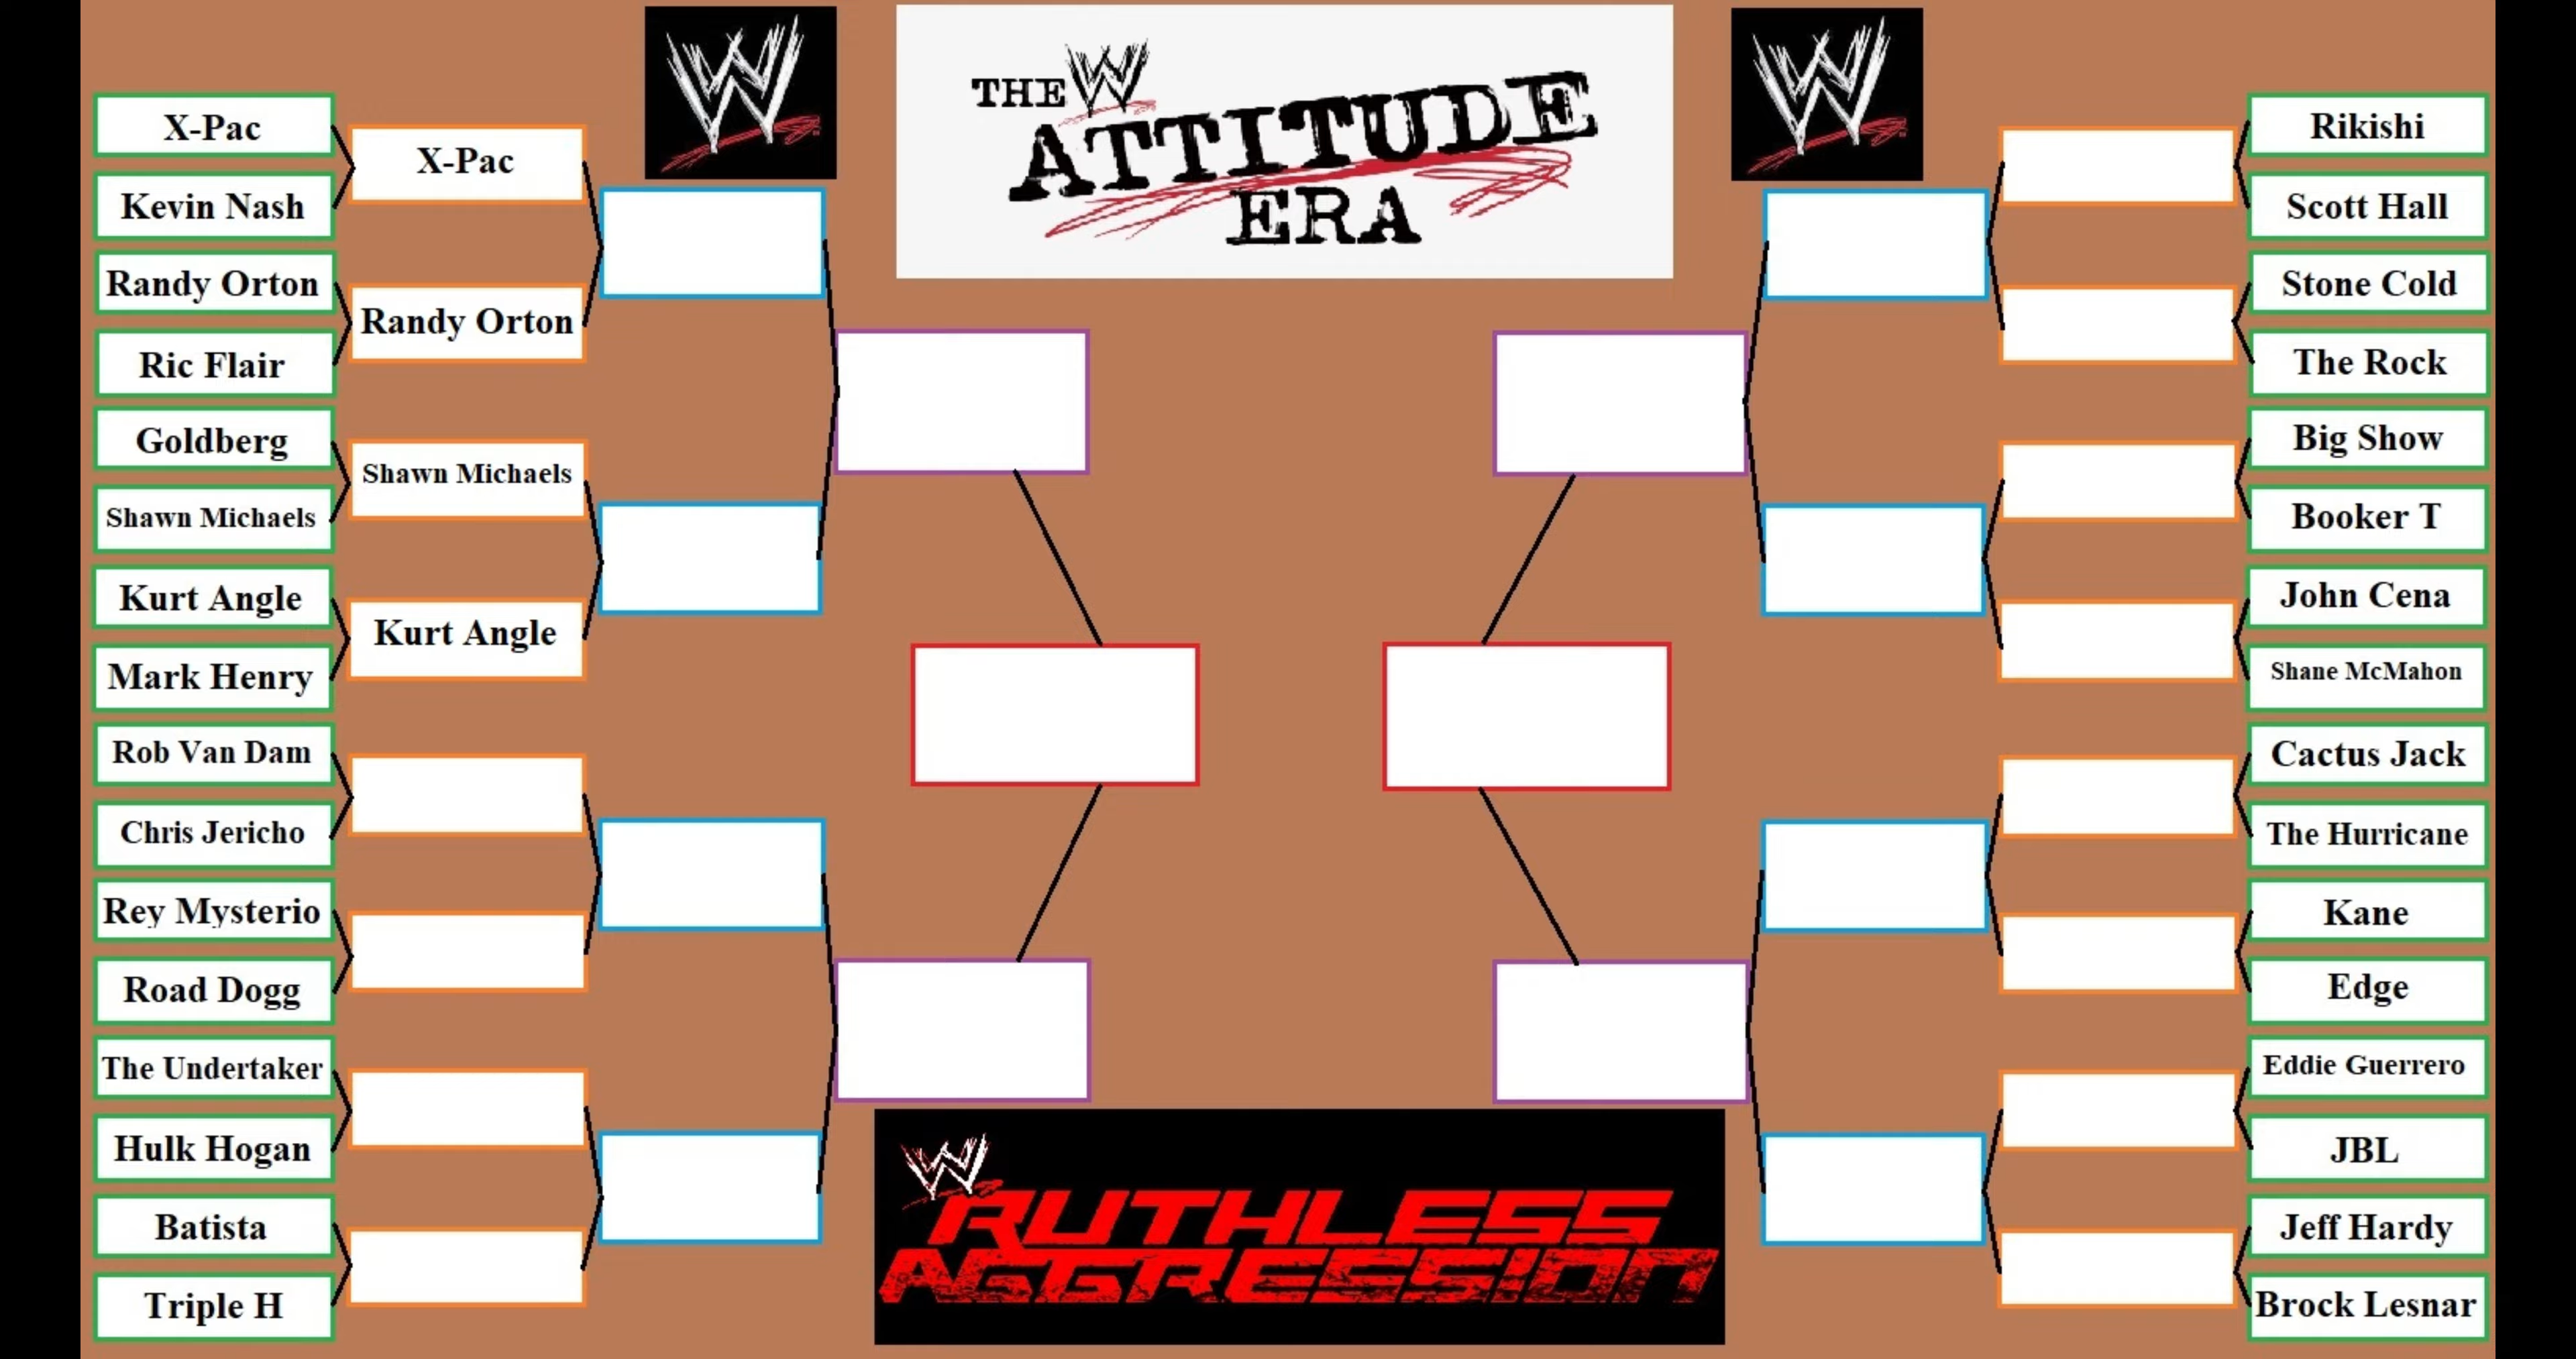 THE W
ATTITUDE
ERA
X-Pac
Kevin Nash
Randy Orton
Ric Flair
Goldberg
Shawn Michaels
Kurt Angle
Mark Henry
Rob Van Dam
Chris Jericho
Rey Mysterio
Road Dogg
The Undertaker
Hulk Hogan
Batista
Triple H
X-Pac
Randy Orton
Shawn Michaels
Kurt Angle
Rikishi
Scott Hall
Stone Cold
The Rock
Big Show
Booker T
John Cena
Shane McMahon
Cactus Jack
The Hurricane
Kane
Edge
Eddie Guerrero
JBL
Jeff Hardy
Brock Lesnar
W
RUTHLESS
AGGRESSION